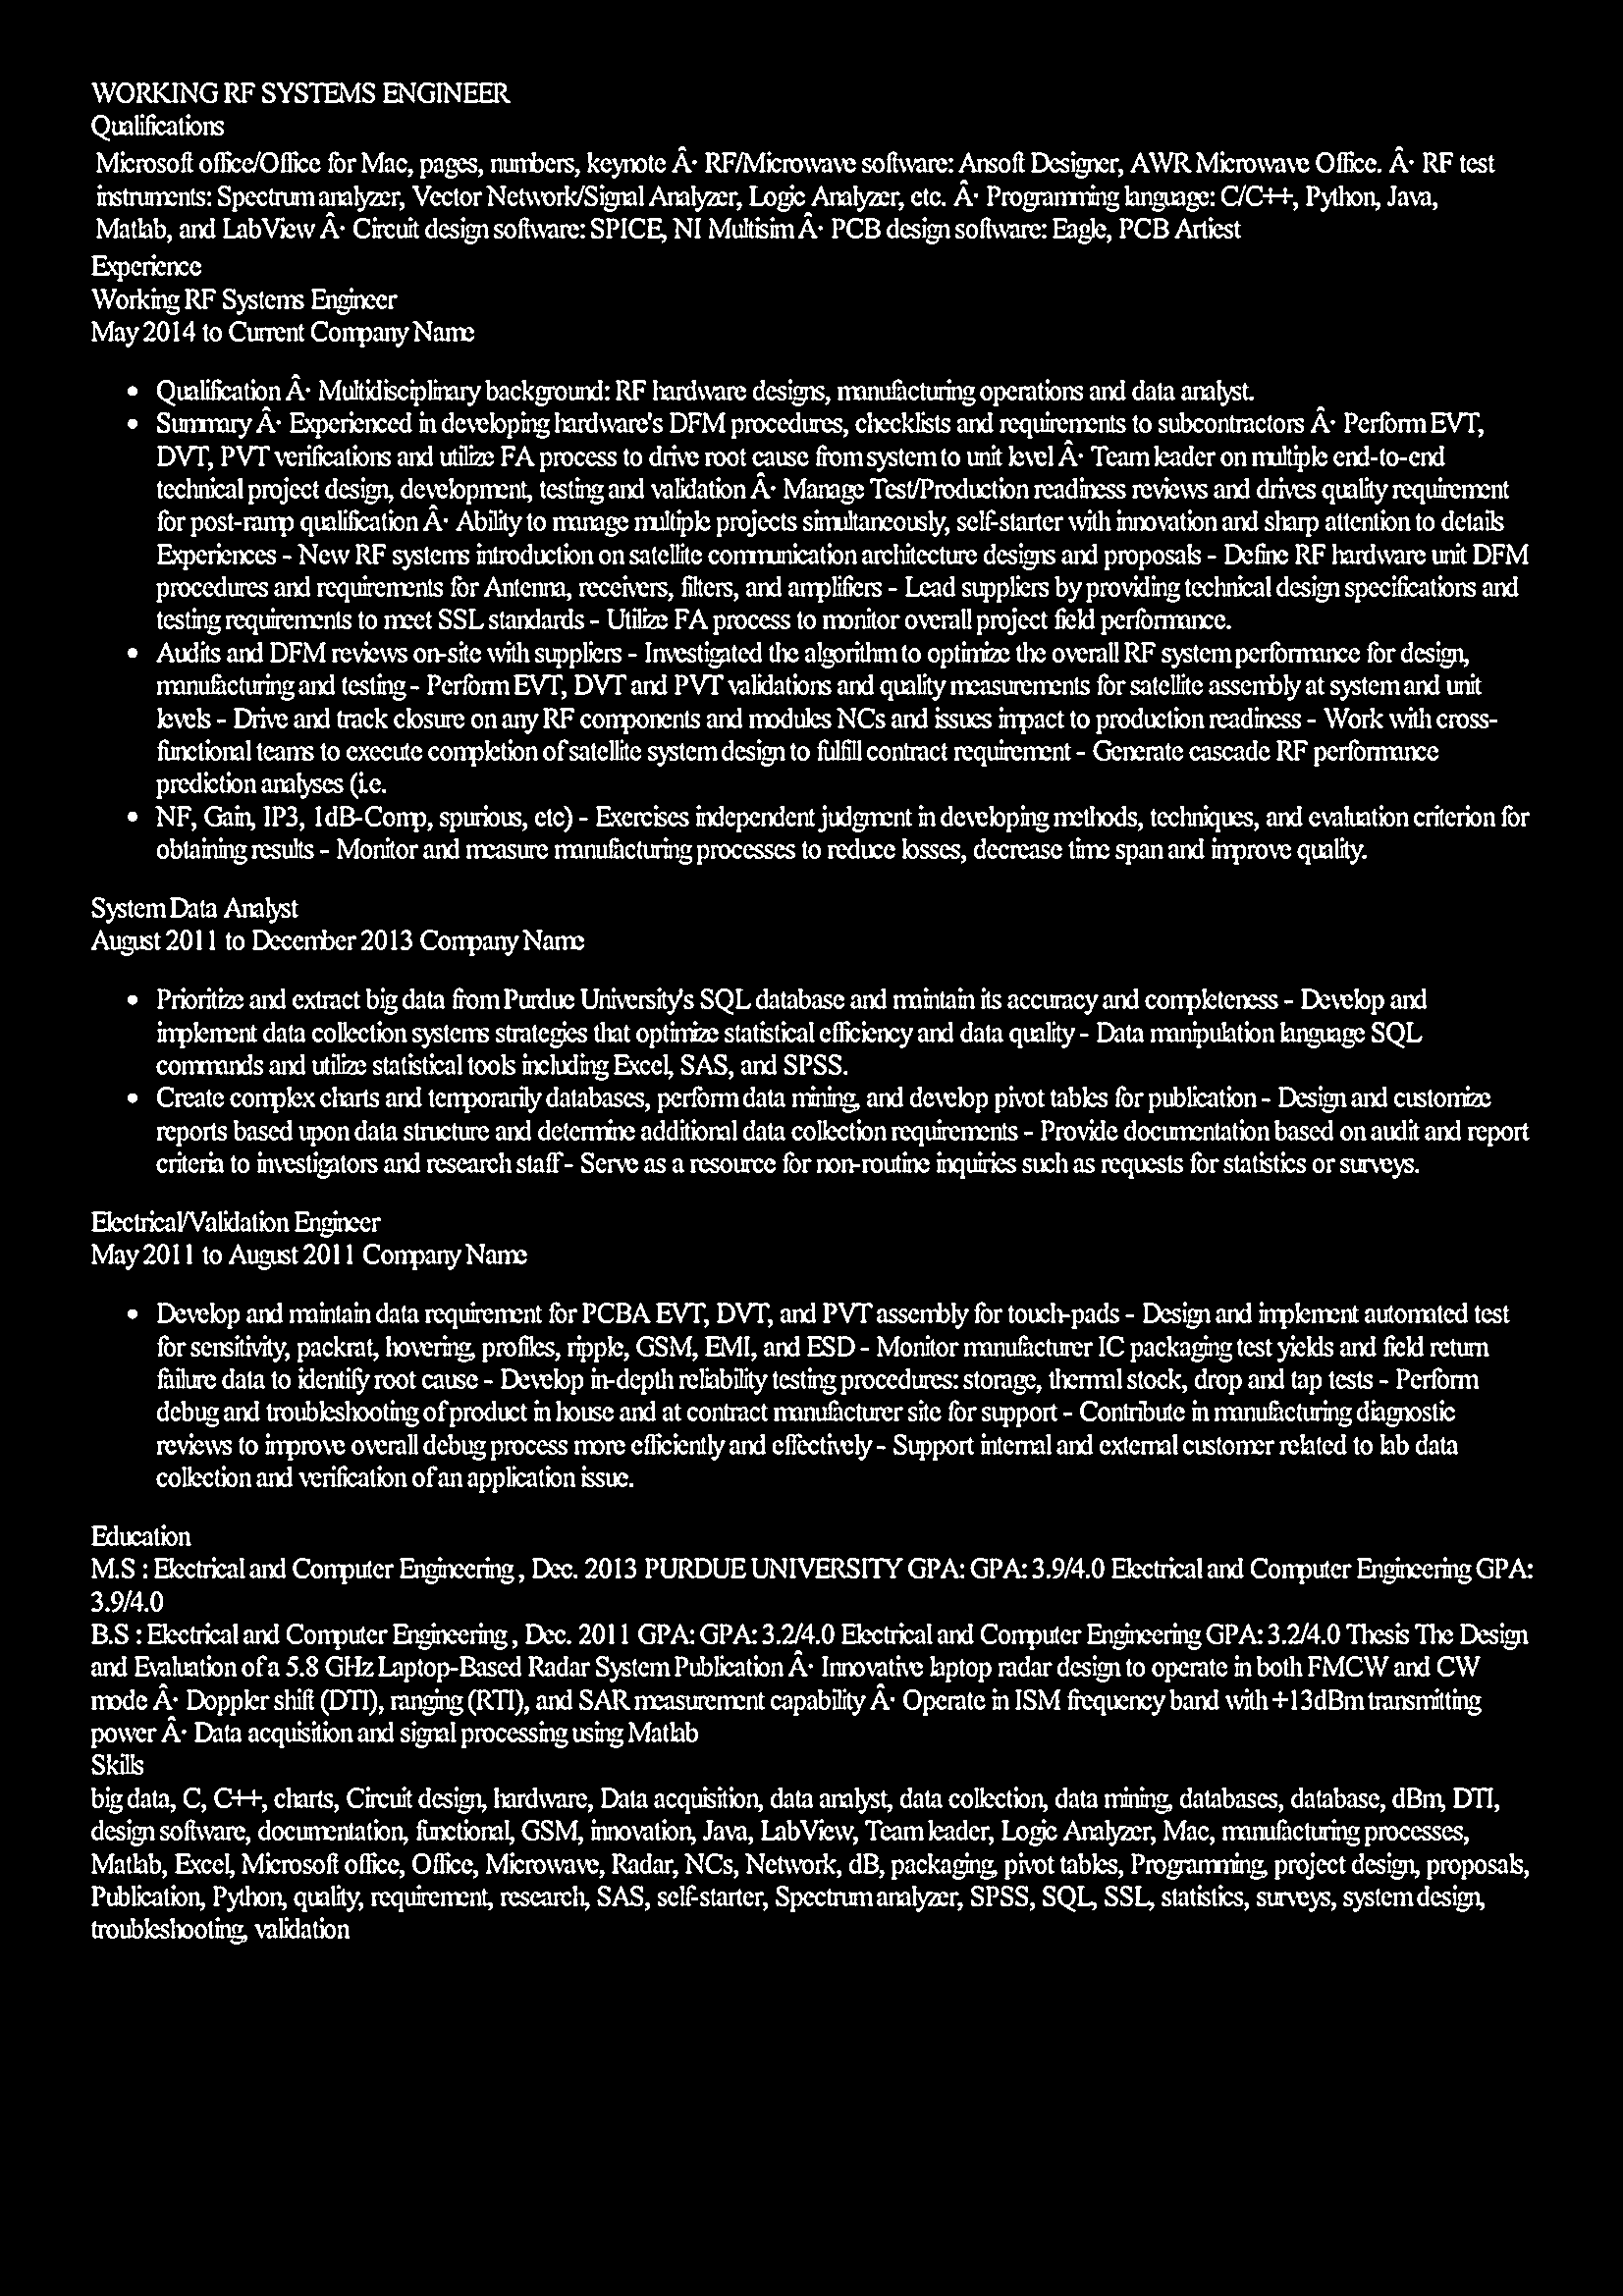 WORKING RF SYSTEMS ENGINEER
Qualifications
Microsoft office/Office for Mac, pages, numbers, keynote Â· RF/Microwave software: Ansoft Designer, AWR Microwave Office. Â· RF test
instruments: Spectrum analyzer, Vector Network/Signal Analyzer, Logic Analyzer, etc. Â· Programming language: C/C++, Python, Java,
Matlab, and LabView Â· Circuit design software: SPICE, NI Multisim Â· PCB design software: Eagle, PCB Artiest
Experience
Working RF Systems Engineer
May 2014 to Current Company Name
• Qualification Â· Multidisciplinary background: RF hardware designs, manufacturing operations and data analyst.
• Summary Â· Experienced in developing hardware's DFM procedures, checklists and requirements to subcontractors Â· Perform EVT,
DVT, PVT verifications and utilize FA process to drive root cause from system to unit level Â· Team leader on multiple end-to-end
technical project design, development, testing and validation Â· Manage Test/Production readiness reviews and drives quality requirement
for post-ramp qualification Â· Ability to manage multiple projects simultaneously, self-starter with innovation and sharp attention to details
Experiences - New RF systems introduction on satellite communication architecture designs and proposals - Define RF hardware unit DFM
procedures and requirements for Antenna, receivers, filters, and amplifiers - Lead suppliers by providing technical design specifications and
testing requirements to meet SSL standards - Utilize FA process to monitor overall project field performance.
• Audits and DFM reviews on-site with suppliers - Investigated the algorithm to optimize the overall RF system performance for design,
manufacturing and testing - Perform EVT, DVT and PVT validations and quality measurements for satellite assembly at system and unit
levels - Drive and track closure on any RF components and modules NCs and issues impact to production readiness - Work with cross-
functional teams to execute completion of satellite system design to fulfill contract requirement - Generate cascade RF performance
prediction analyses (i.e.
• NF, Gain, IP3, 1dB-Comp, spurious, etc) - Exercises independent judgment in developing methods, techniques, and evaluation criterion for
obtaining results - Monitor and measure manufacturing processes to reduce losses, decrease time span and improve quality.
System Data Analyst
August 2011 to December 2013 Company Name
• Prioritize and extract big data from Purdue University's SQL database and maintain its accuracy and completeness - Develop and
implement data collection systems strategies that optimize statistical efficiency and data quality - Data manipulation language SQL
commands and utilize statistical tools including Excel, SAS, and SPSS.
• Create complex charts and temporarily databases, perform data mining, and develop pivot tables for publication - Design and customize
reports based upon data structure and determine additional data collection requirements - Provide documentation based on audit and report
criteria to investigators and research staff - Serve as a resource for non-routine inquiries such as requests for statistics or surveys.
Electrical/Validation Engineer
May 2011 to August 2011 Company Name
• Develop and maintain data requirement for PCBA EVT, DVT, and PVT assembly for touch-pads - Design and implement automated test
for sensitivity, packrat, hovering, profiles, ripple, GSM, EMI, and ESD - Monitor manufacturer IC packaging test yields and field return
failure data to identify root cause - Develop in-depth reliability testing procedures: storage, thermal stock, drop and tap tests - Perform
debug and troubleshooting of product in house and at contract manufacturer site for support - Contribute in manufacturing diagnostic
reviews to improve overall debug process more efficiently and effectively - Support internal and external customer related to lab data
collection and verification of an application issue.
Education
M.S : Electrical and Computer Engineering , Dec. 2013 PURDUE UNIVERSITY GPA: GPA: 3.9/4.0 Electrical and Computer Engineering GPA:
3.9/4.0
B.S : Electrical and Computer Engineering , Dec. 2011 GPA: GPA: 3.2/4.0 Electrical and Computer Engineering GPA: 3.2/4.0 Thesis The Design
and Evaluation of a 5.8 GHz Laptop-Based Radar System Publication Â· Innovative laptop radar design to operate in both FMCW and CW
mode Â· Doppler shift (DTI), ranging (RTI), and SAR measurement capability Â· Operate in ISM frequency band with +13dBm transmitting
power Â· Data acquisition and signal processing using Matlab
Skills
big data, C, C++, charts, Circuit design, hardware, Data acquisition, data analyst, data collection, data mining, databases, database, dBm, DTI,
design software, documentation, functional, GSM, innovation, Java, LabView, Team leader, Logic Analyzer, Mac, manufacturing processes,
Matlab, Excel, Microsoft office, Office, Microwave, Radar, NCs, Network, dB, packaging, pivot tables, Programming, project design, proposals,
Publication, Python, quality, requirement, research, SAS, self-starter, Spectrum analyzer, SPSS, SQL, SSL, statistics, surveys, system design,
troubleshooting, validation